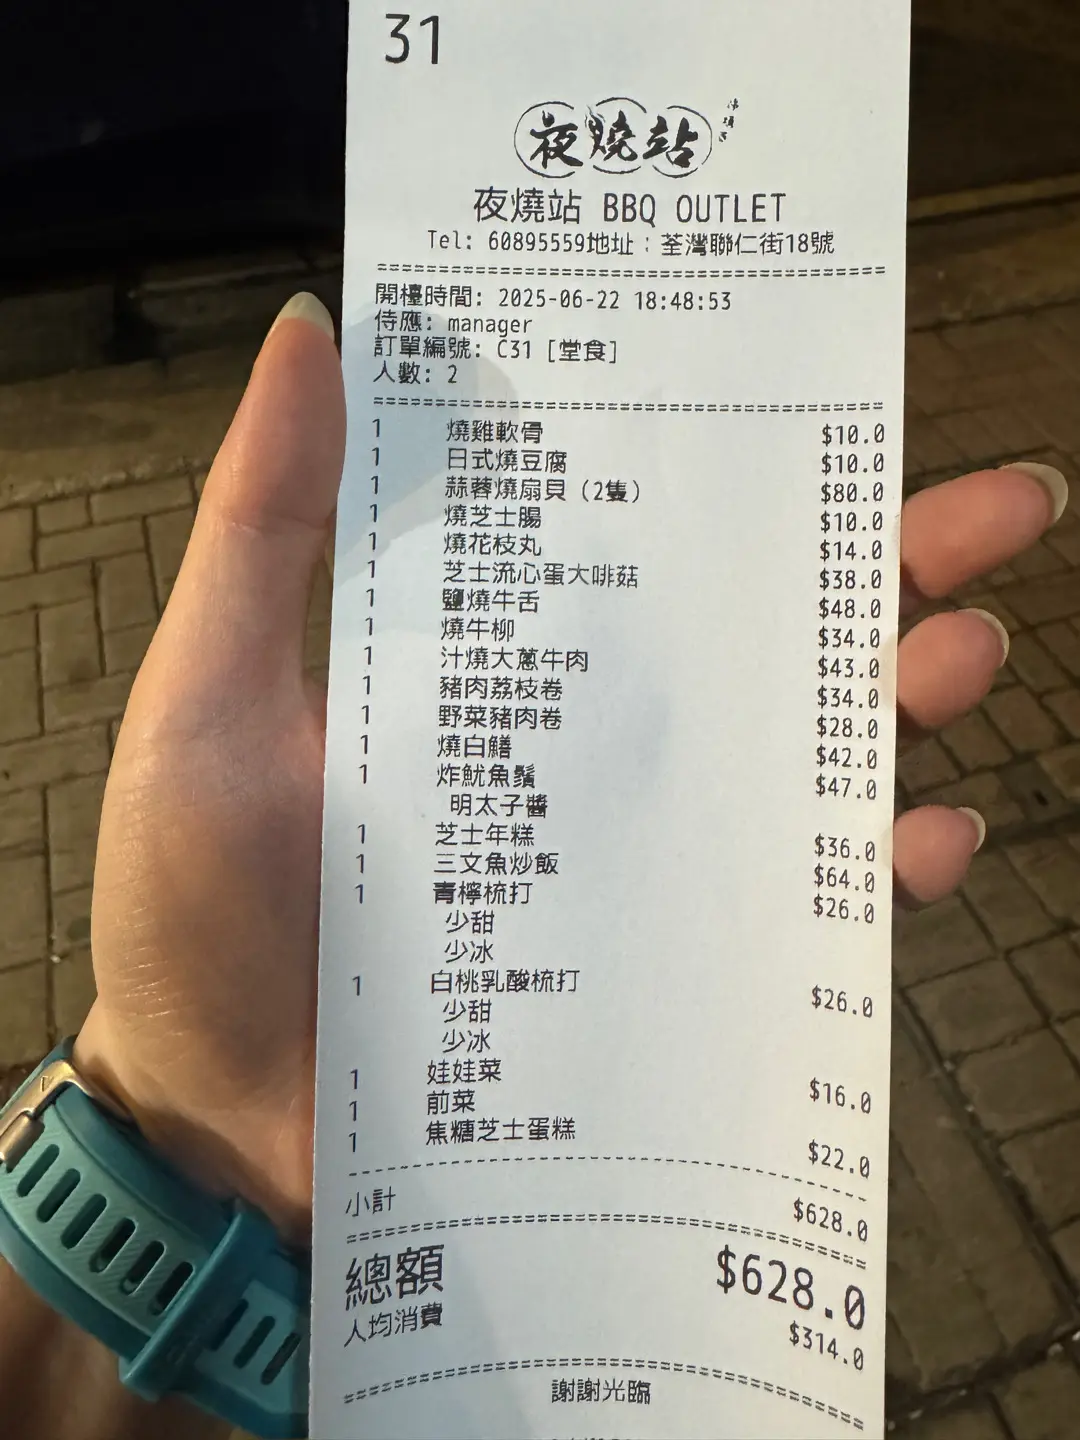 31
夜燒站
夜燒站 BBQ OUTLET
Tel: 60895559地址：荃灣聯仁街18號
開檯時間: 2025-06-22 18:48:53
侍應: manager
訂單編號: C31 [堂食]
人數: 2
1 燒雞軟骨 $10.0
1 日式燒豆腐 $10.0
1 蒜蓉燒扇貝（2隻） $80.0
1 燒芝士腸 $10.0
1 燒花枝丸 $14.0
1 芝士流心蛋大啡菇 $38.0
1 鹽燒牛舌 $48.0
1 燒牛柳 $34.0
1 汁燒大蔥牛肉 $43.0
1 豬肉荔枝卷 $34.0
1 野菜豬肉卷 $28.0
1 燒白鱔 $42.0
1 炸魷魚鬚 $47.0
明太子醬
1 芝士年糕 $36.0
1 三文魚炒飯 $64.0
1 青檸梳打 $26.0
少甜
少冰
1 白桃乳酸梳打 $26.0
少甜
少冰
1 娃娃菜 $16.0
1 前菜
1 焦糖芝士蛋糕 $22.0
小計 $628.0
總額 $628.0
人均消費 $314.0
謝謝光臨